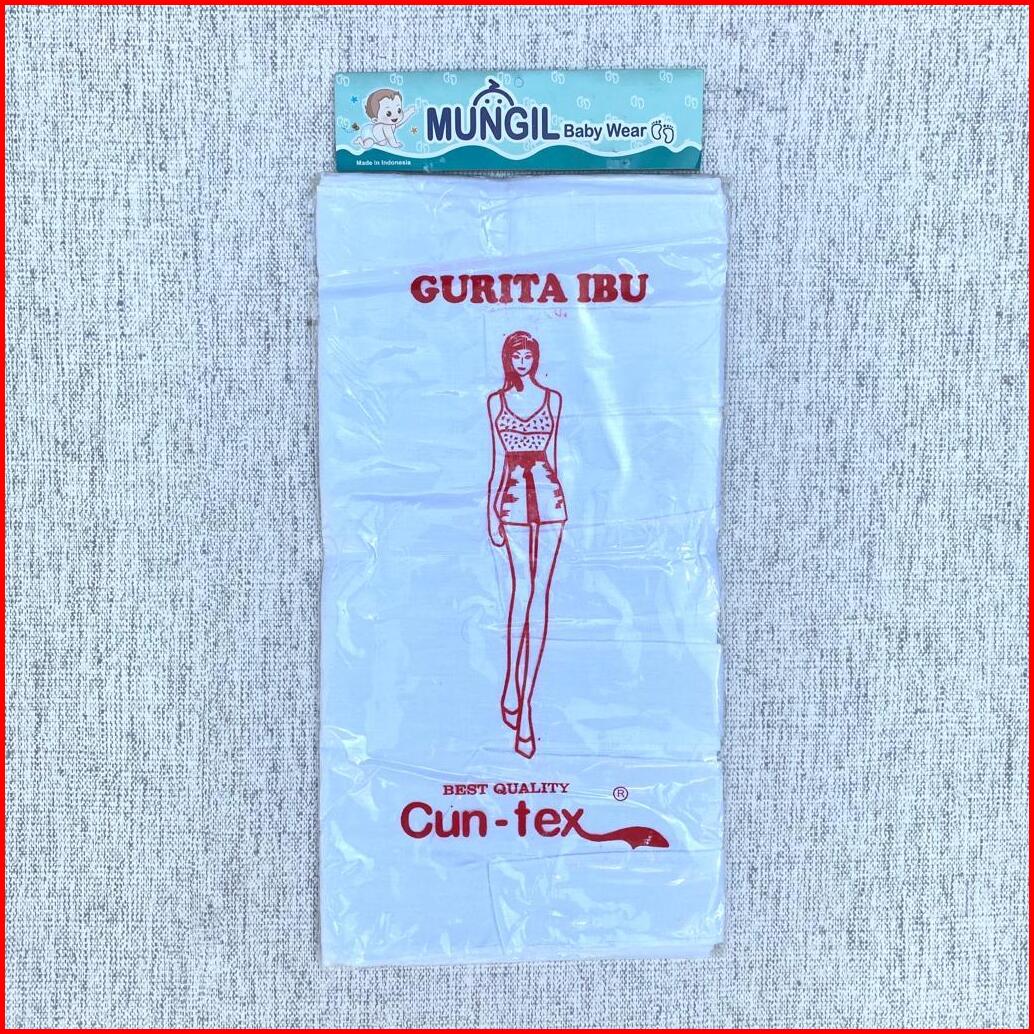 MUNGIL Baby Wear
Made in Indonesia
GURITA IBU
BEST QUALITY
®
Cun-tex